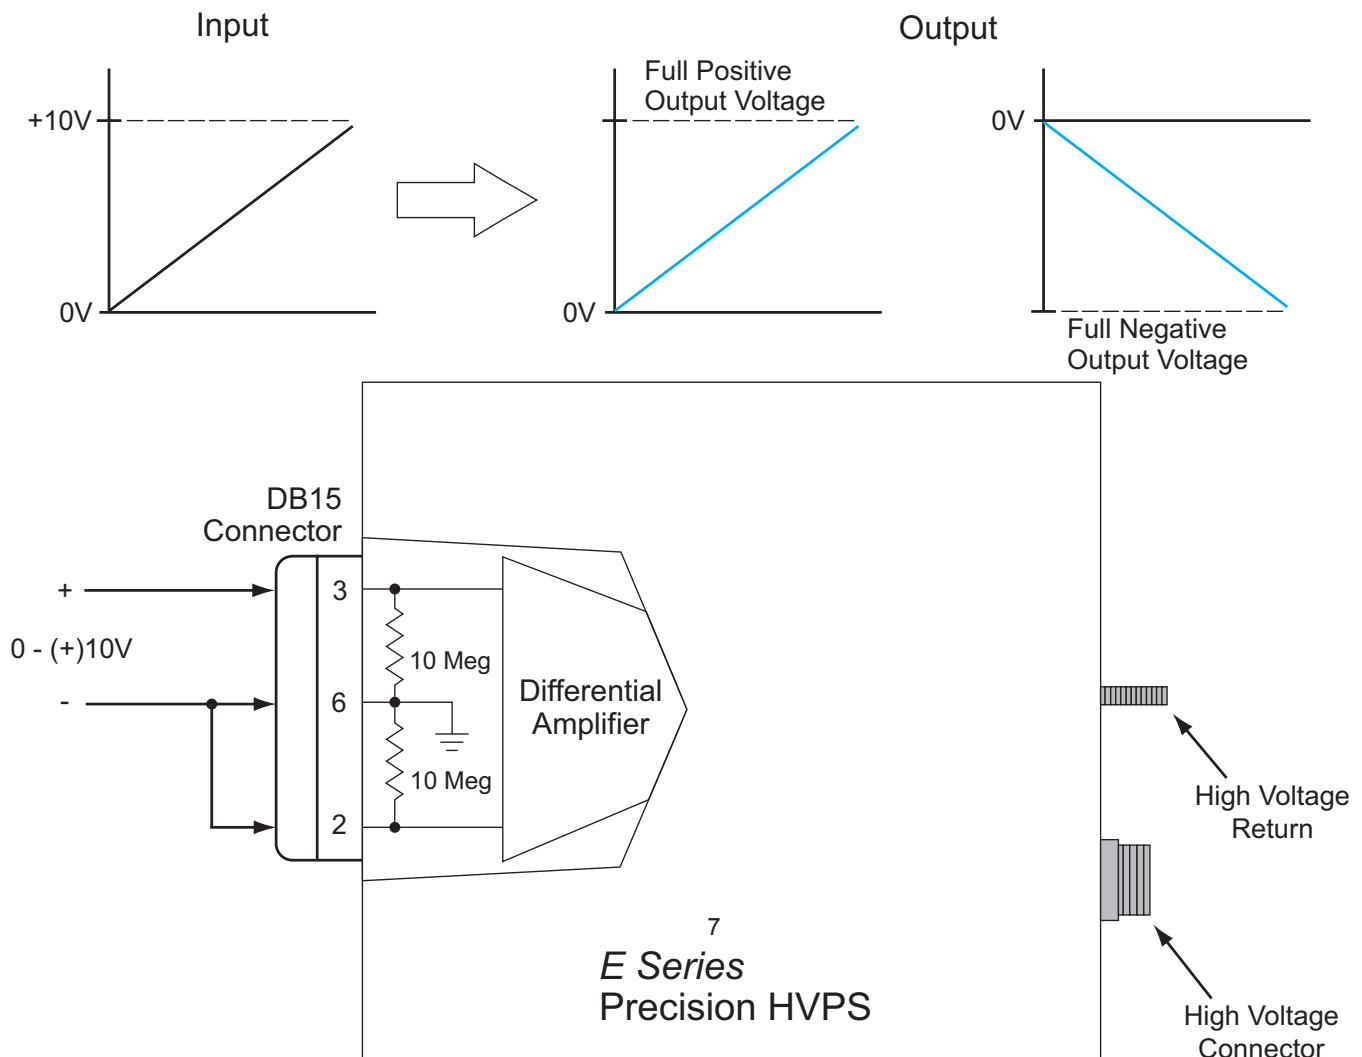 Input
Output
+10V
0V
Full Positive
Output Voltage
0V
0V
Full Negative
Output Voltage
DB15
Connector
+
0 - (+)10V
-
3
6
2
10 Meg
10 Meg
Differential
Amplifier
High Voltage
Return
7
E Series
Precision HVPS
High Voltage
Connector